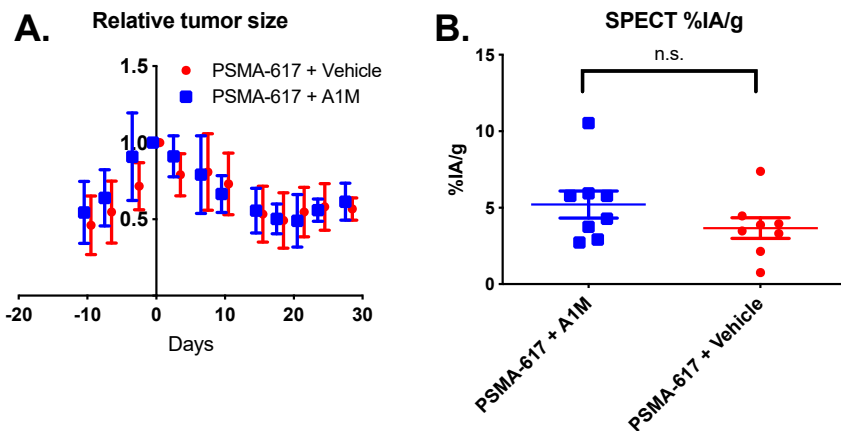 A.
Relative tumor size
1.5
1.0
0.5
PSMA-617 + Vehicle
PSMA-617 + A1M
-20
-10
0
10
20
30
Days
B.
SPECT %IA/g
n.s.
15
10
5
0
%IA/g
PSMA-617 + A1M
PSMA-617 + Vehicle